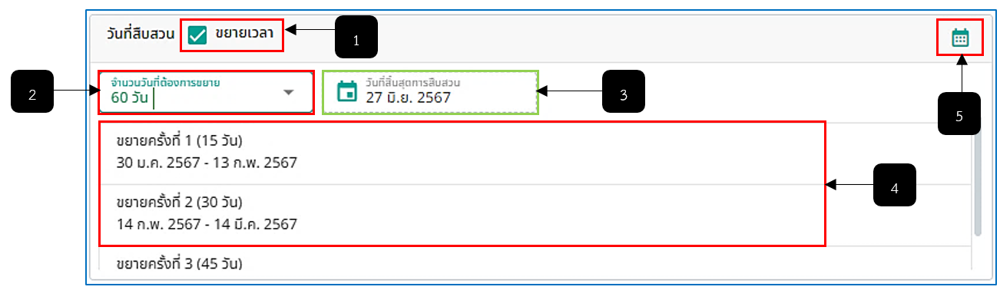 วันที่สืบสวน ขยายเวลา
1
5
2
จำนวนวันที่ต้องการขยาย
60 วัน
วันที่สิ้นสุดการสืบสวน
27 มิ.ย. 2567
3
ขยายครั้งที่ 1 (15 วัน)
30 ม.ค. 2567 - 13 ก.พ. 2567
4
ขยายครั้งที่ 2 (30 วัน)
14 ก.พ. 2567 - 14 มี.ค. 2567
ขยายครั้งที่ 3 (45 วัน)